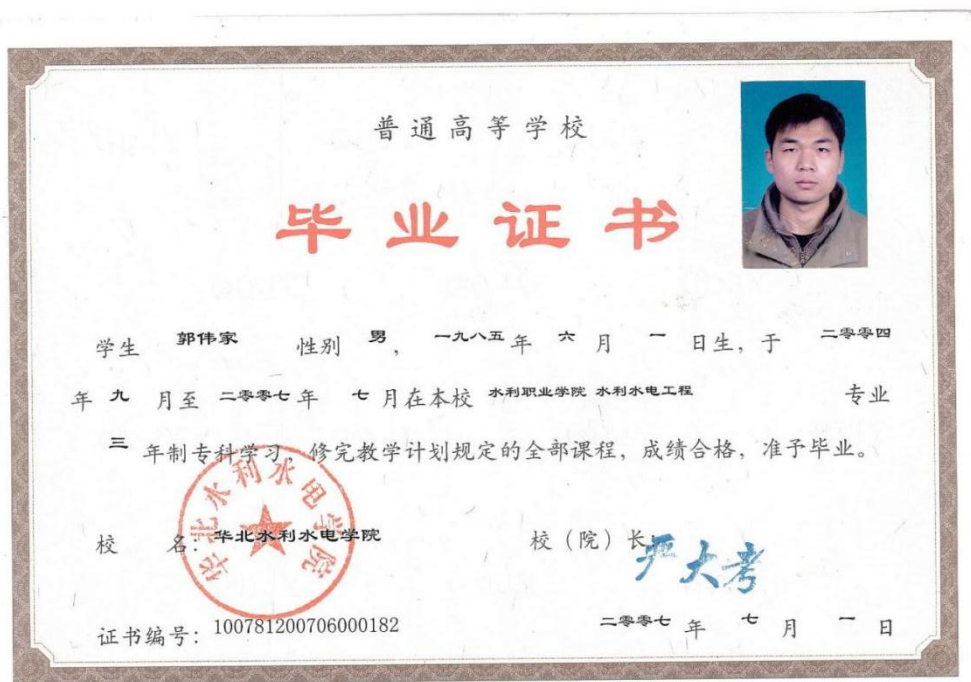 普通高等学校
毕业证书
学生 郭伟家 性别 男，一九八五年 六 月 一 日生，于 二零零四
年 九 月至 二零零七年 七 月在本校 水利职业学院 水利水电工程 专业
三 年制专科学习，修完教学计划规定的全部课程，成绩合格，准予毕业。
华北水利水电学院
校 名：华北水利水电学院 校（院）长 严大考
证书编号：100781200706000182 二零零七 年 七 月 一 日